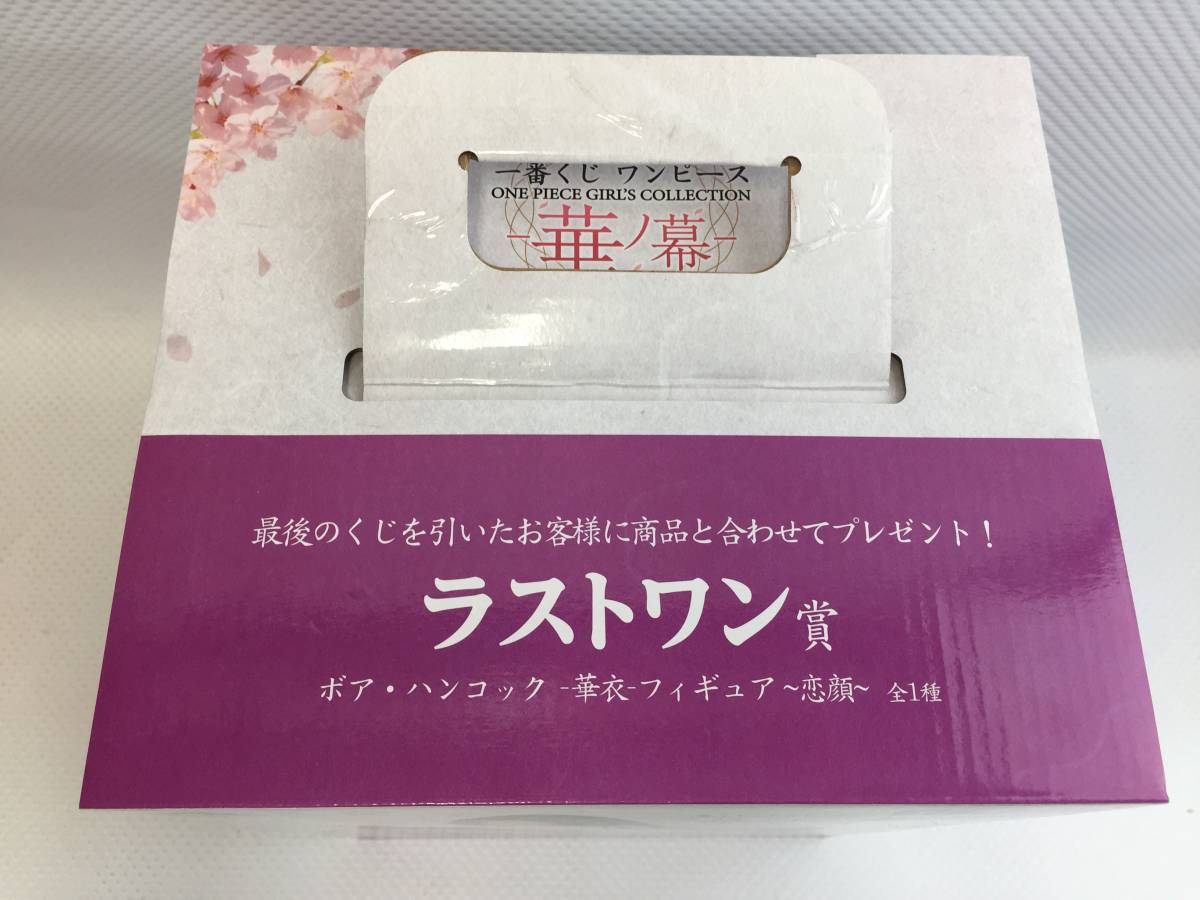 一番くじ ワンピース
ONE PIECE GIRL'S COLLECTION
-華ノ幕-
最後のくじを引いたお客様に商品と合わせてプレゼント！
ラストワン賞
ボア・ハンコック -華衣-フィギュア~恋顔~ 全1種